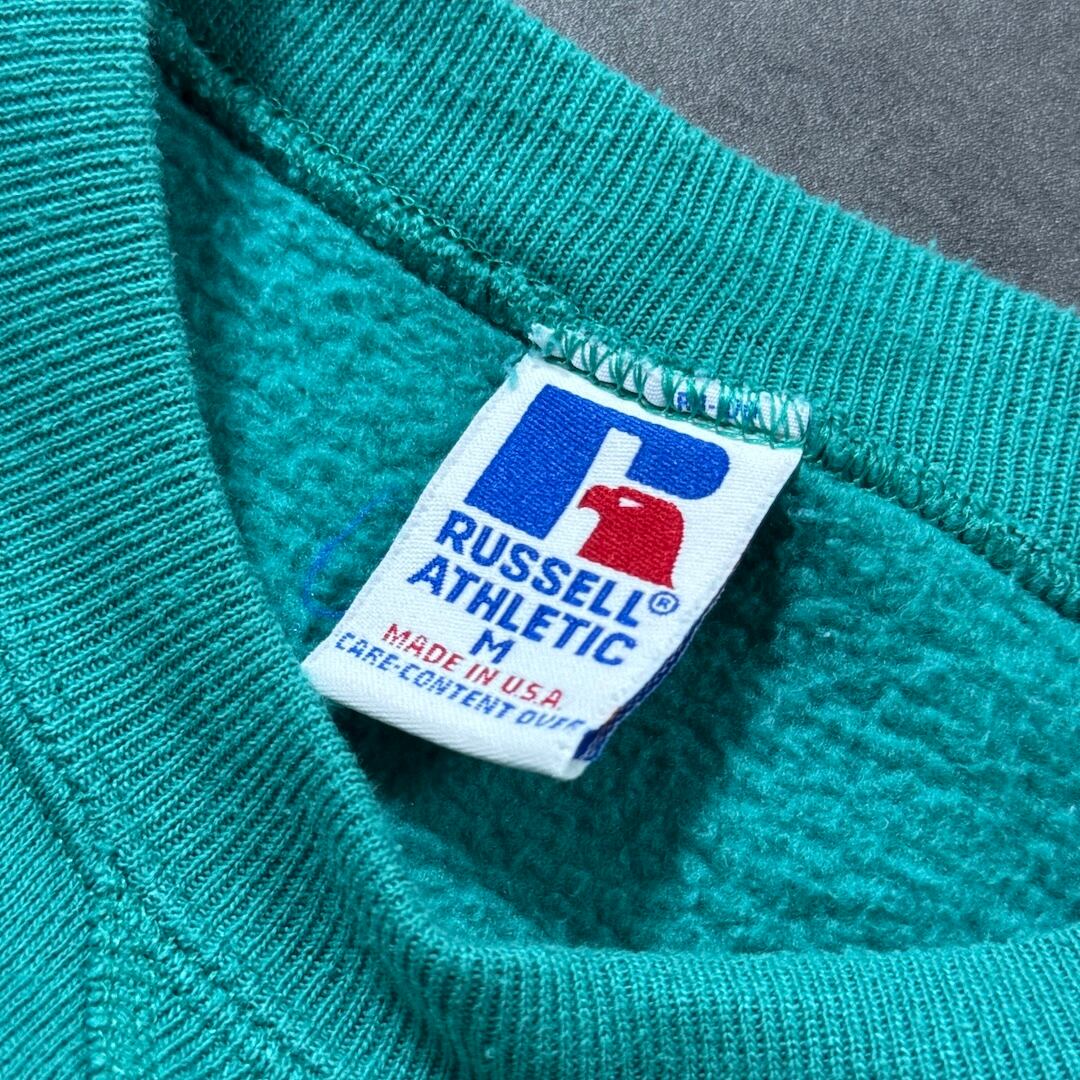 RUSSELL®
ATHLETIC
M
MADE IN U.S.A
CARE-CONTENT OVER